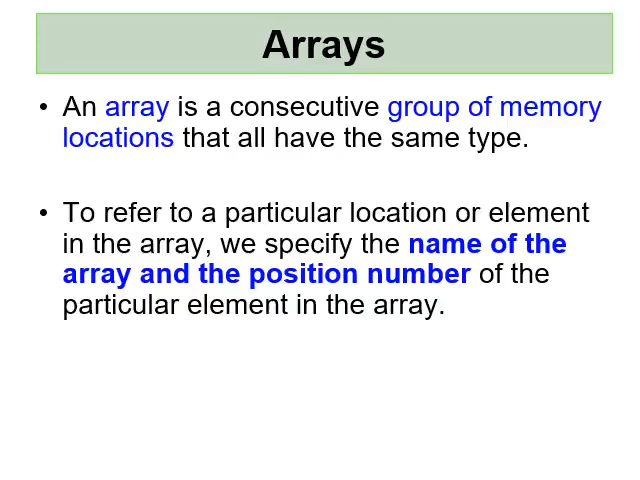 Arrays
• An array is a consecutive group of memory
locations that all have the same type.
• To refer to a particular location or element
in the array, we specify the name of the
array and the position number of the
particular element in the array.